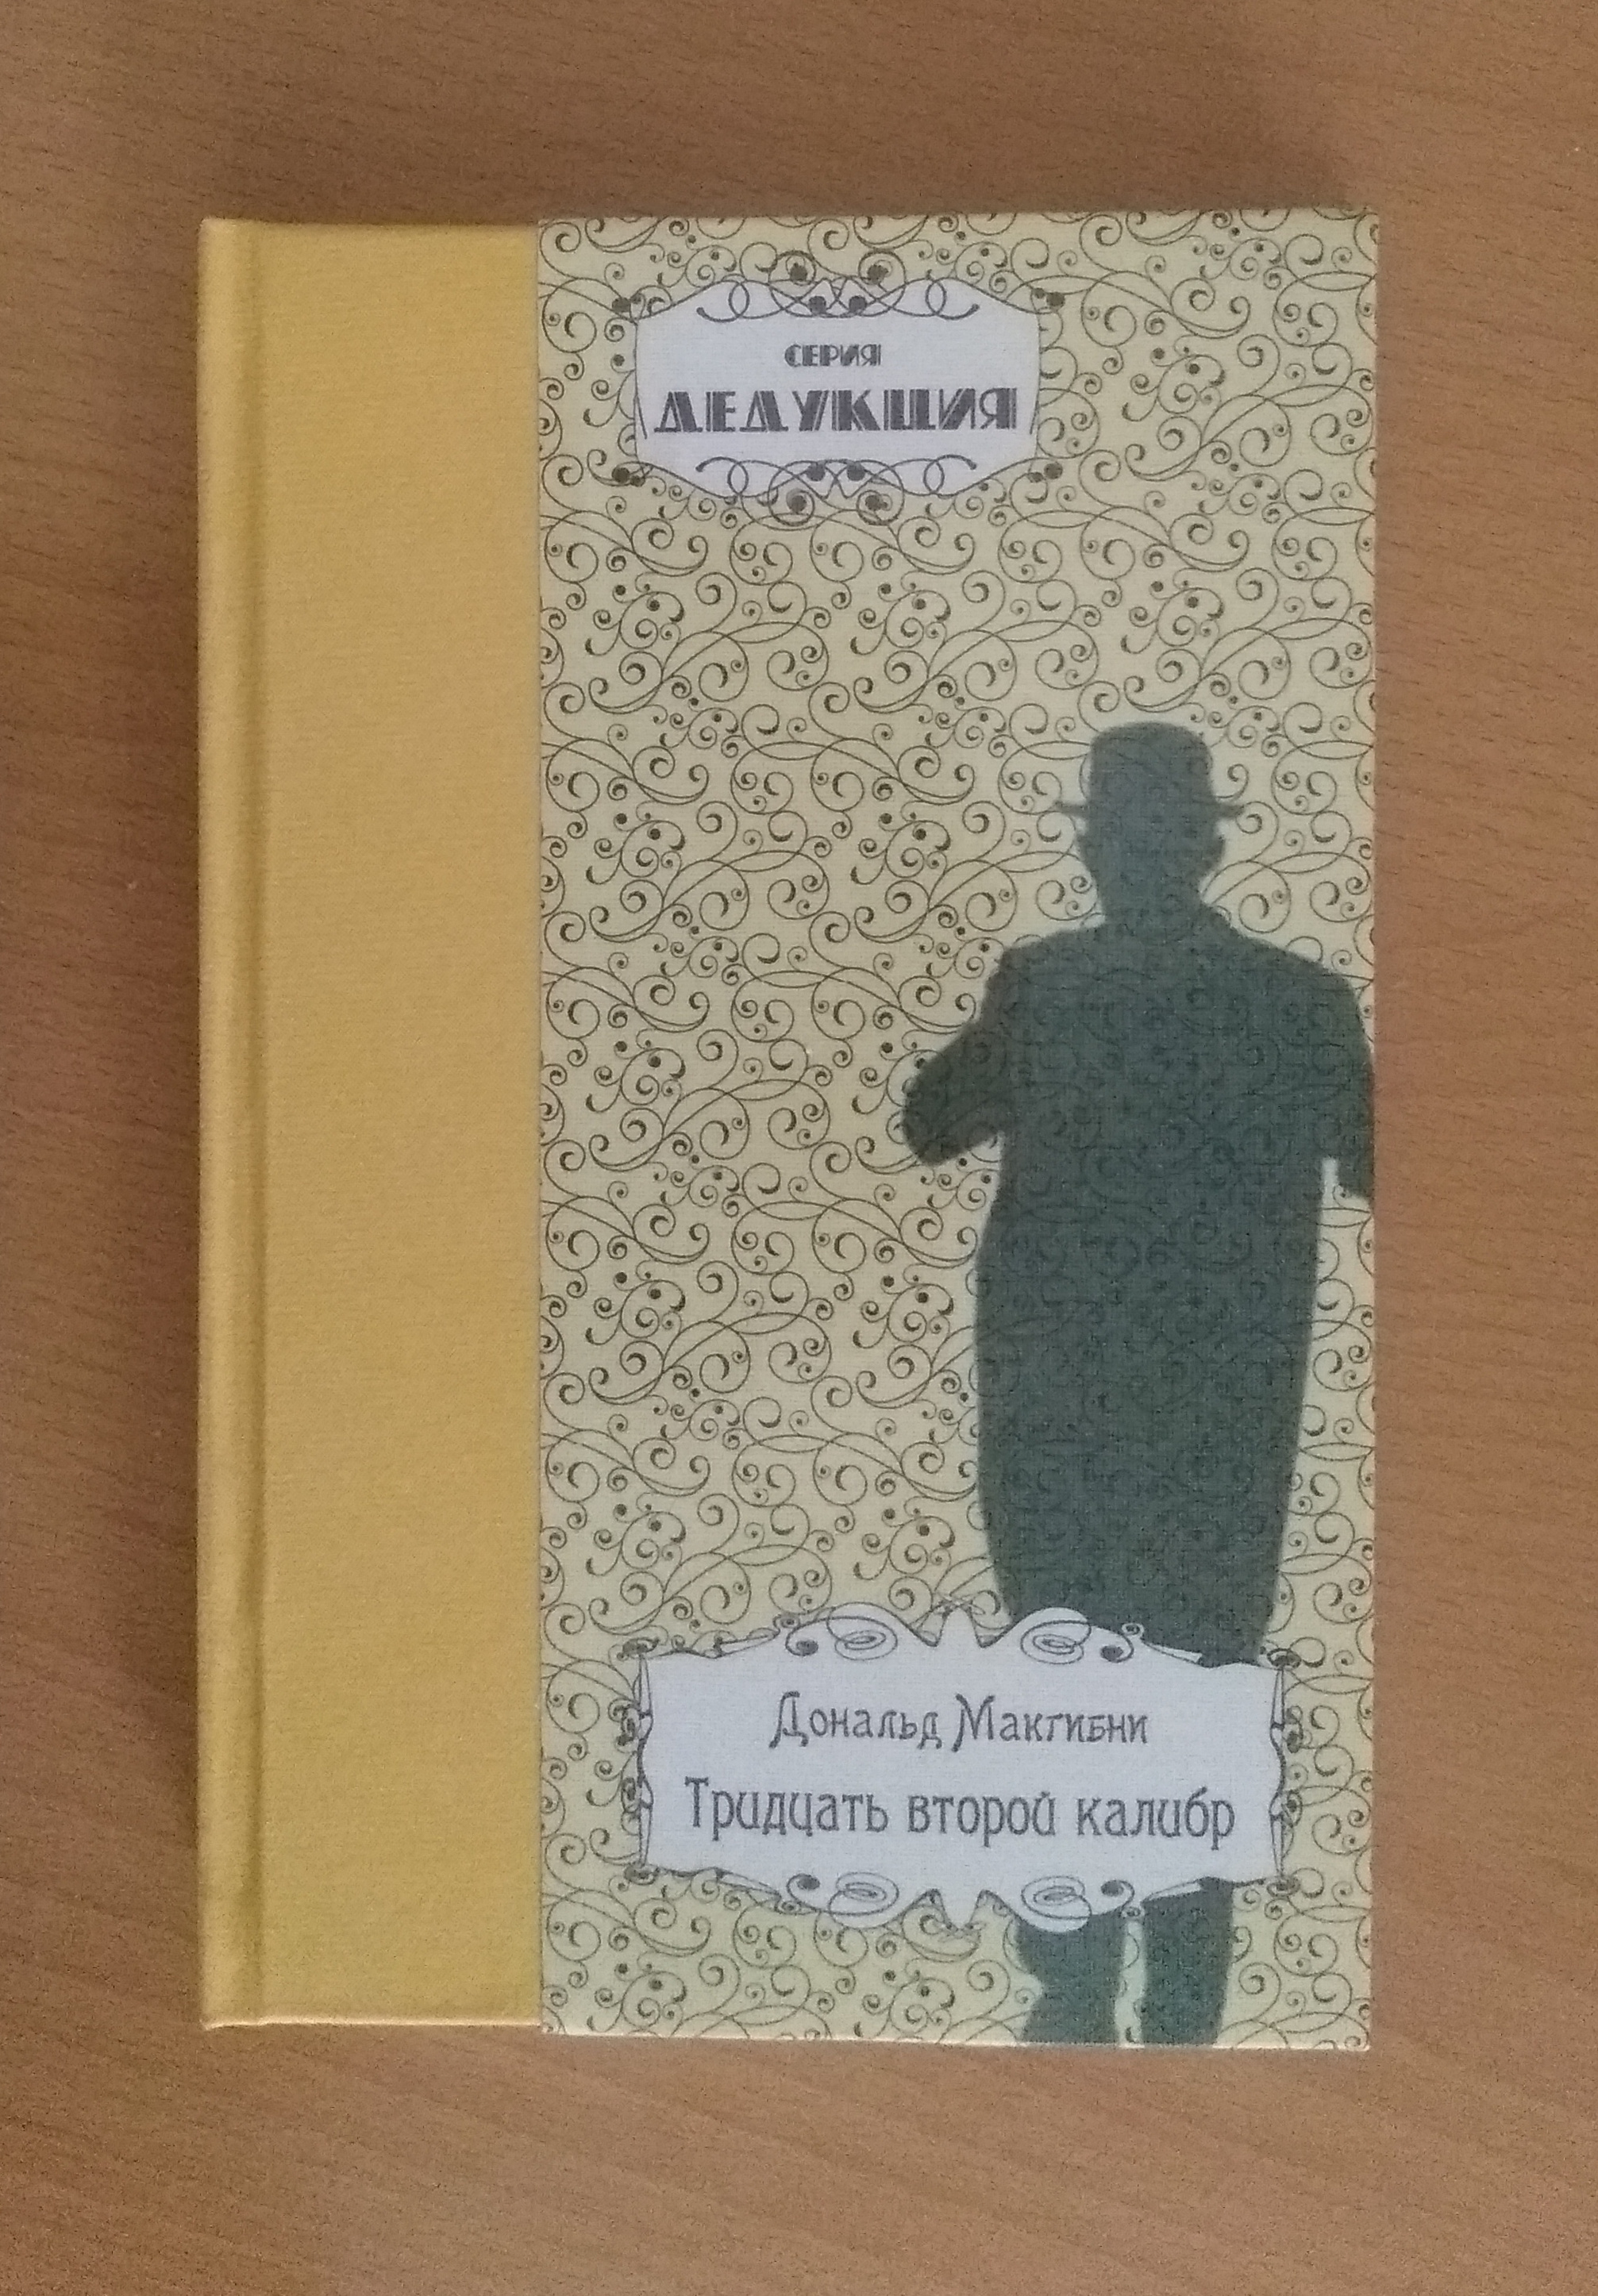 СЕРИЯ
ДЕДУКЦИЯ
Дональд Макгибни
Тридцать второй калибр